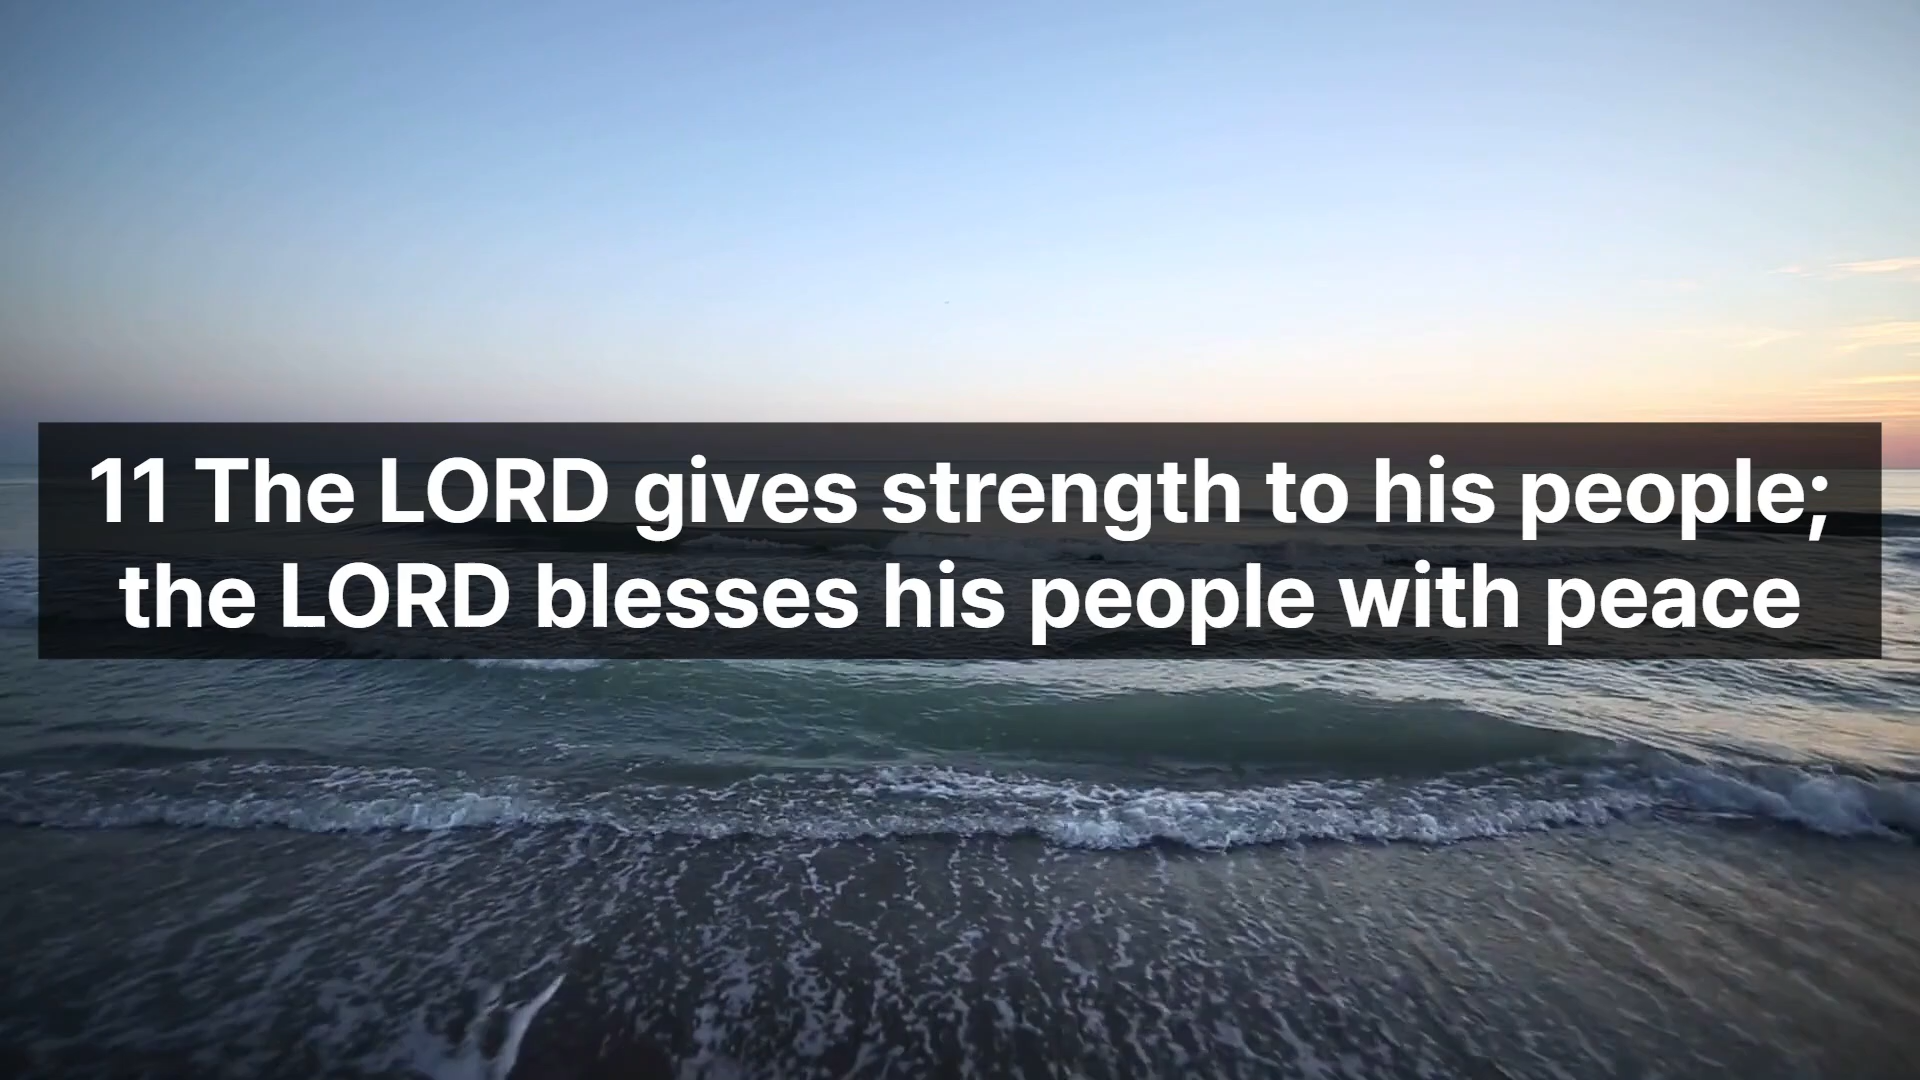 11 The LORD gives strength to his people;
the LORD blesses his people with peace